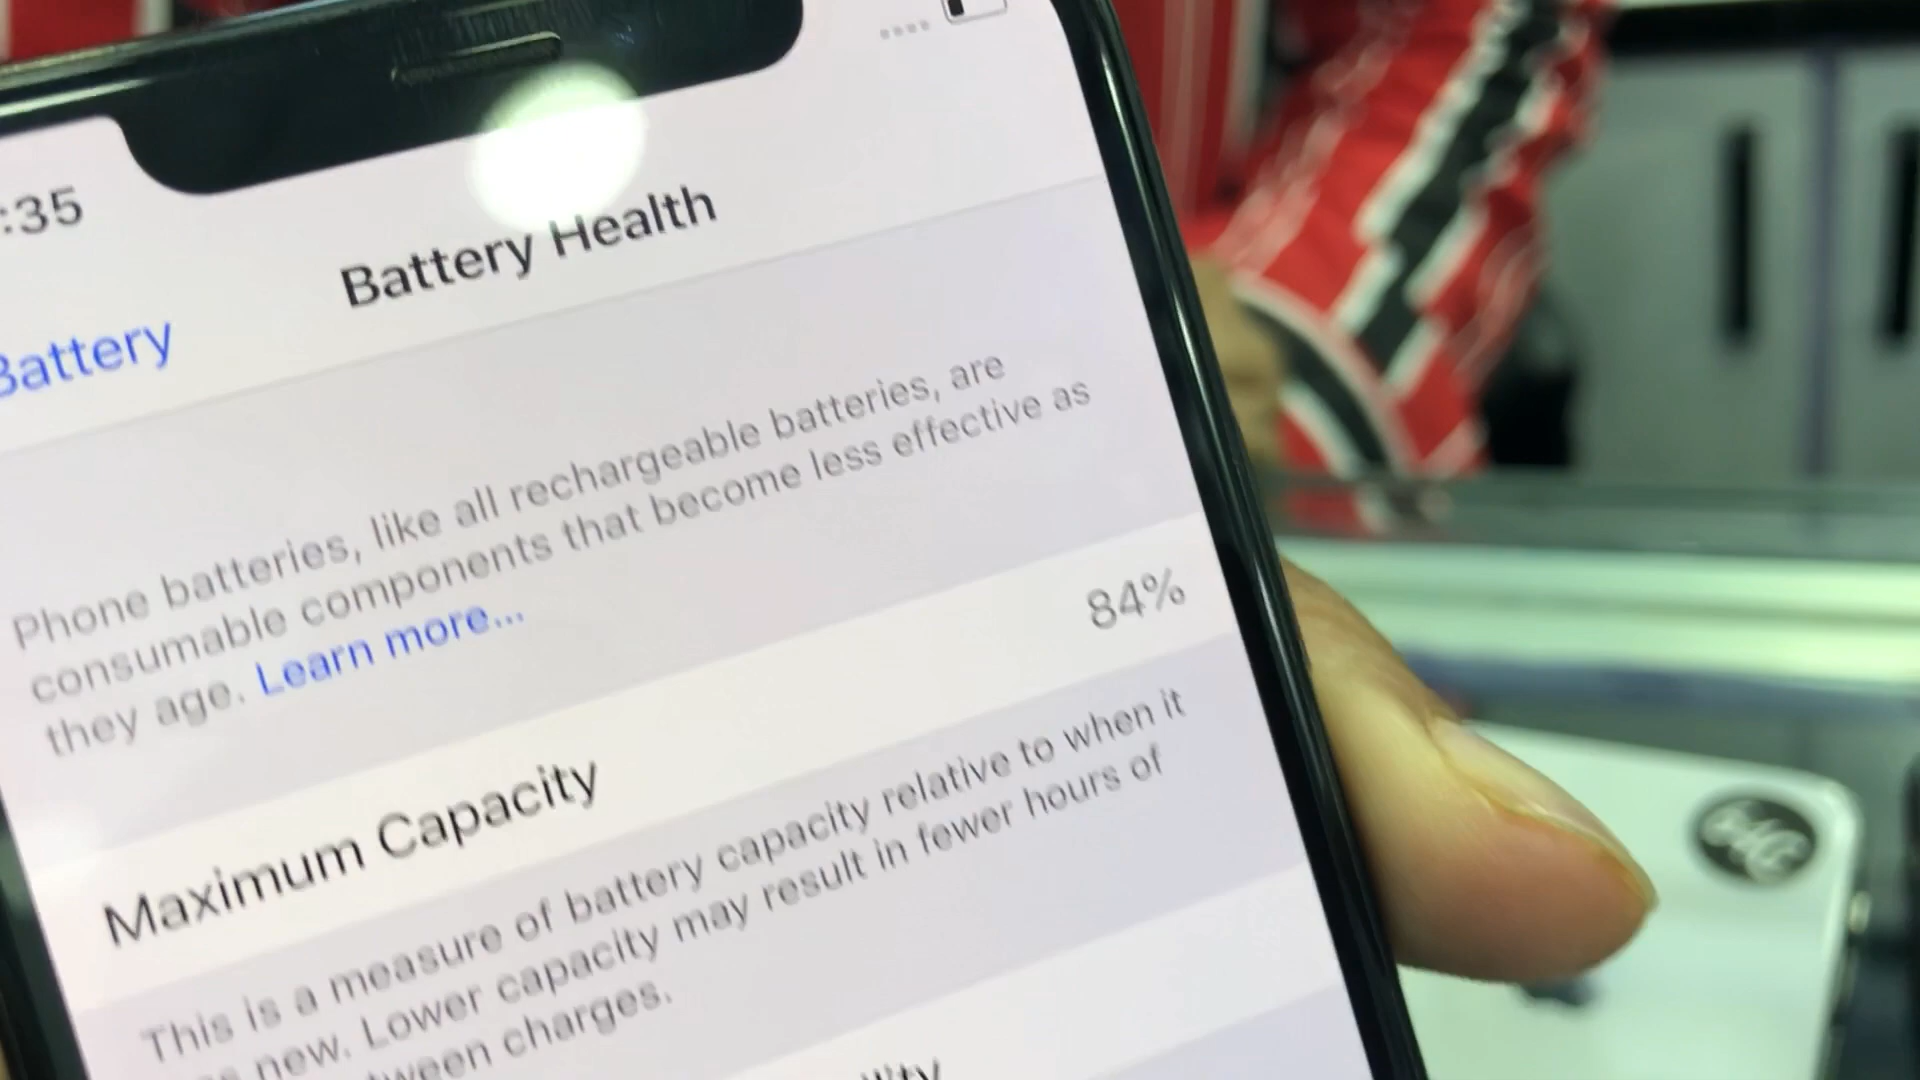 :35
Battery Health
Battery
Phone batteries, like all rechargeable batteries, are
consumable components that become less effective as
they age. Learn more...
Maximum Capacity 84%
This is a measure of battery capacity relative to when it
new. Lower capacity may result in fewer hours of
charges.